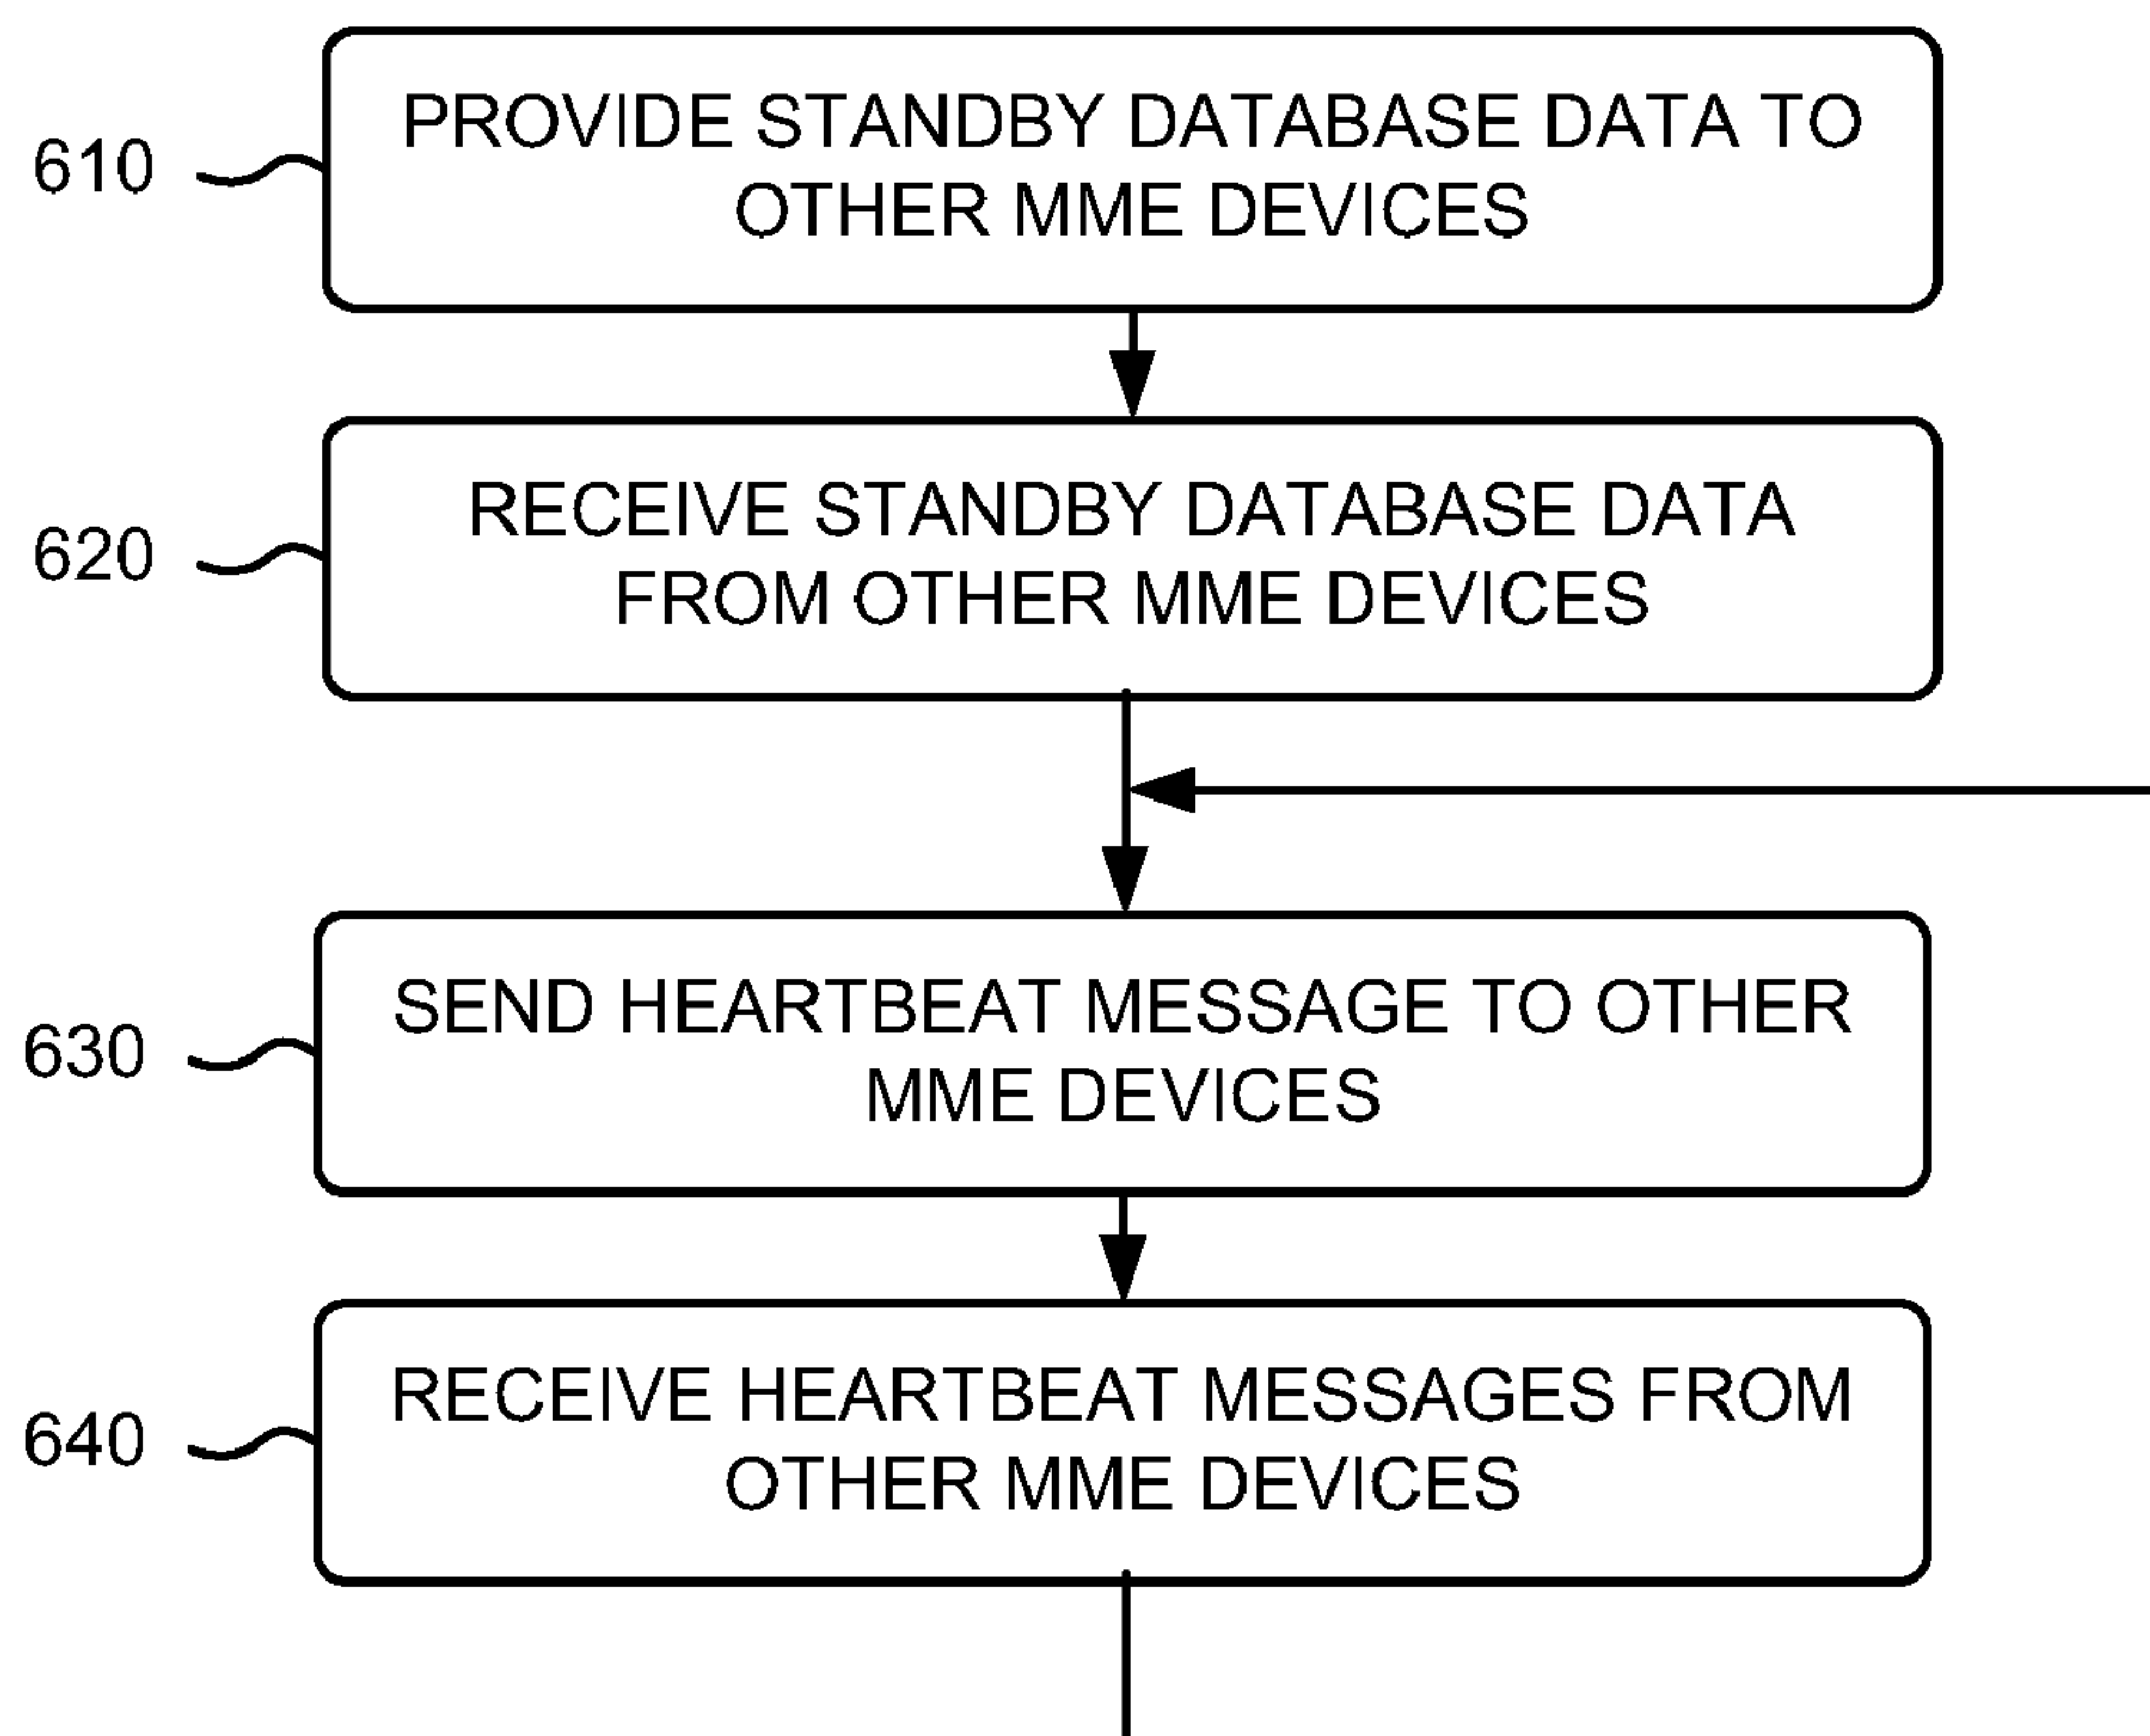 610
PROVIDE STANDBY DATABASE DATA TO
OTHER MME DEVICES
620
RECEIVE STANDBY DATABASE DATA
FROM OTHER MME DEVICES
630
SEND HEARTBEAT MESSAGE TO OTHER
MME DEVICES
640
RECEIVE HEARTBEAT MESSAGES FROM
OTHER MME DEVICES